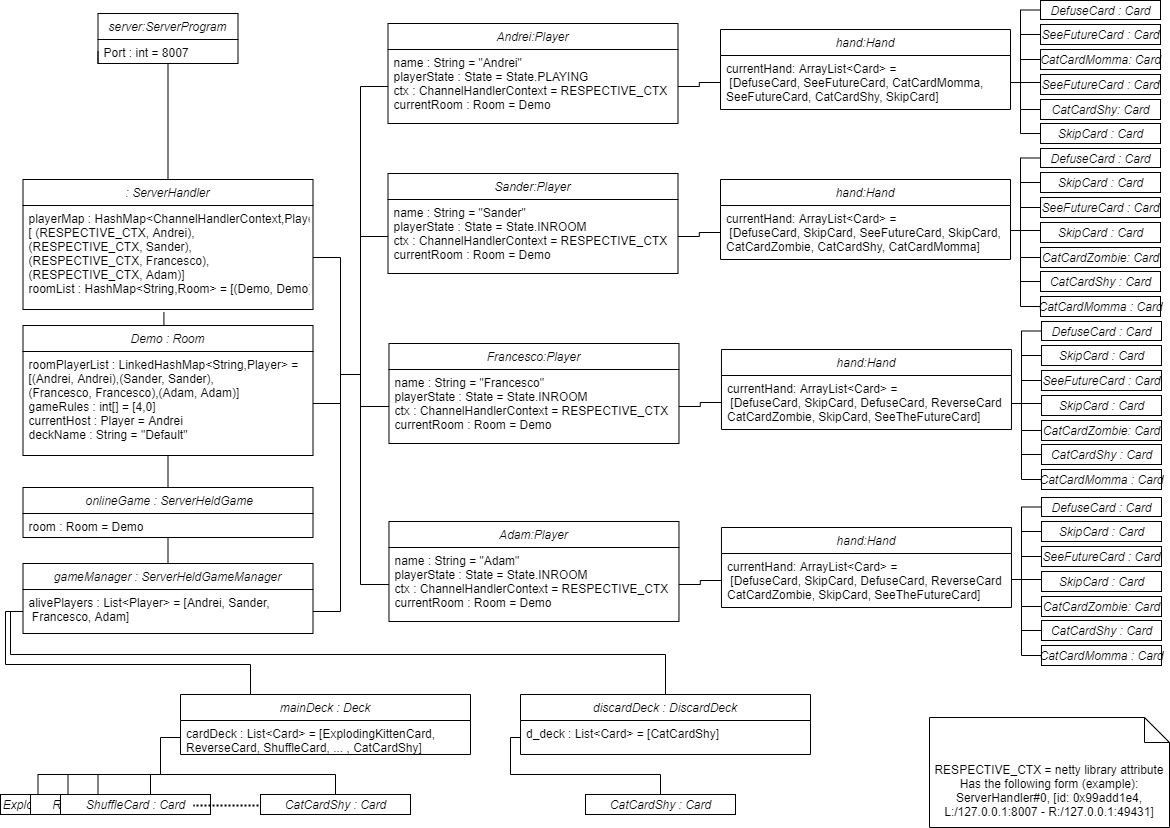 server:ServerProgram
Port : int = 8007
: ServerHandler
playerMap : HashMap<ChannelHandlerContext,Playe
[ (RESPECTIVE_CTX, Andrei),
(RESPECTIVE_CTX, Sander),
(RESPECTIVE_CTX, Francesco),
(RESPECTIVE_CTX, Adam)]
roomList : HashMap<String,Room> = [(Demo, Demo
Demo : Room
roomPlayerList : LinkedHashMap<String,Player> =
[(Andrei, Andrei),(Sander, Sander),
(Francesco, Francesco),(Adam, Adam)]
gameRules : int[] = [4,0]
currentHost : Player = Andrei
deckName : String = "Default"
onlineGame : ServerHeldGame
room : Room = Demo
gameManager : ServerHeldGameManager
alivePlayers : List<Player> = [Andrei, Sander,
Francesco, Adam]
Andrei:Player
name : String = "Andrei"
playerState : State = State.PLAYING
ctx : ChannelHandlerContext = RESPECTIVE_CTX
currentRoom : Room = Demo
hand:Hand
currentHand: ArrayList<Card> =
[DefuseCard, SeeFutureCard, CatCardMomma,
SeeFutureCard, CatCardShy, SkipCard]
DefuseCard : Card
SeeFutureCard : Card
CatCardMomma: Card
SeeFutureCard : Card
CatCardShy: Card
SkipCard : Card
Sander:Player
name : String = "Sander"
playerState : State = State.INROOM
ctx : ChannelHandlerContext = RESPECTIVE_CTX
currentRoom : Room = Demo
hand:Hand
currentHand: ArrayList<Card> =
[DefuseCard, SkipCard, SeeFutureCard, SkipCard,
CatCardZombie, CatCardShy, CatCardMomma]
DefuseCard : Card
SkipCard : Card
SeeFutureCard : Card
SkipCard : Card
CatCardZombie: Card
CatCardShy : Card
CatCardMomma : Card
Francesco:Player
name : String = "Francesco"
playerState : State = State.INROOM
ctx : ChannelHandlerContext = RESPECTIVE_CTX
currentRoom : Room = Demo
hand:Hand
currentHand: ArrayList<Card> =
[DefuseCard, SkipCard, DefuseCard, ReverseCard
CatCardZombie, SkipCard, SeeTheFutureCard]
DefuseCard : Card
SkipCard : Card
SeeFutureCard : Card
SkipCard : Card
CatCardZombie: Card
CatCardShy : Card
CatCardMomma : Card
Adam:Player
name : String = "Adam"
playerState : State = State.INROOM
ctx : ChannelHandlerContext = RESPECTIVE_CTX
currentRoom : Room = Demo
hand:Hand
currentHand: ArrayList<Card> =
[DefuseCard, SkipCard, DefuseCard, ReverseCard
CatCardZombie, SkipCard, SeeTheFutureCard]
DefuseCard : Card
SkipCard : Card
SeeFutureCard : Card
SkipCard : Card
CatCardZombie: Card
CatCardShy : Card
CatCardMomma : Card
mainDeck : Deck
cardDeck : List<Card> = [ExplodingKittenCard,
ReverseCard, ShuffleCard, ... , CatCardShy]
discardDeck : DiscardDeck
d_deck : List<Card> = [CatCardShy]
Explo
R
ShuffleCard : Card
CatCardShy : Card
CatCardShy : Card
RESPECTIVE_CTX = netty library attribute
Has the following form (example):
ServerHandler#0, [id: 0x99add1e4,
L:/127.0.0.1:8007 - R:/127.0.0.1:49431]